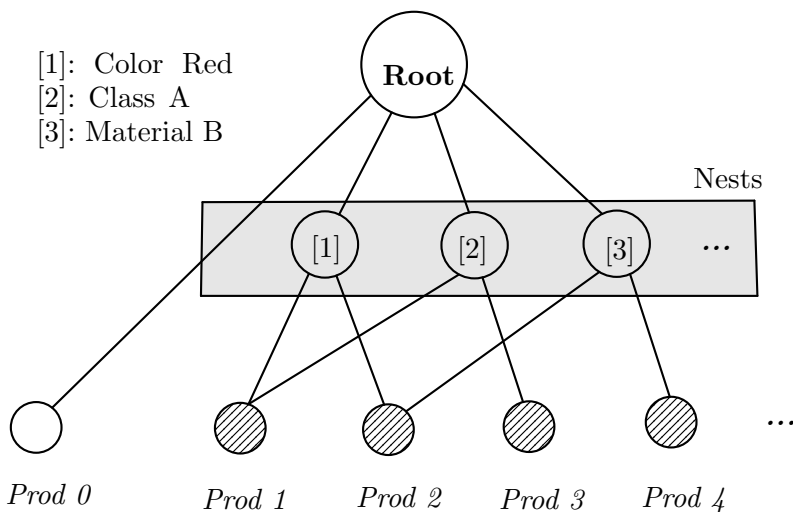 [1]: Color Red
[2]: Class A
[3]: Material B
Root
Nests
[1] [2] [3] ...
...
Prod 0 Prod 1 Prod 2 Prod 3 Prod 4